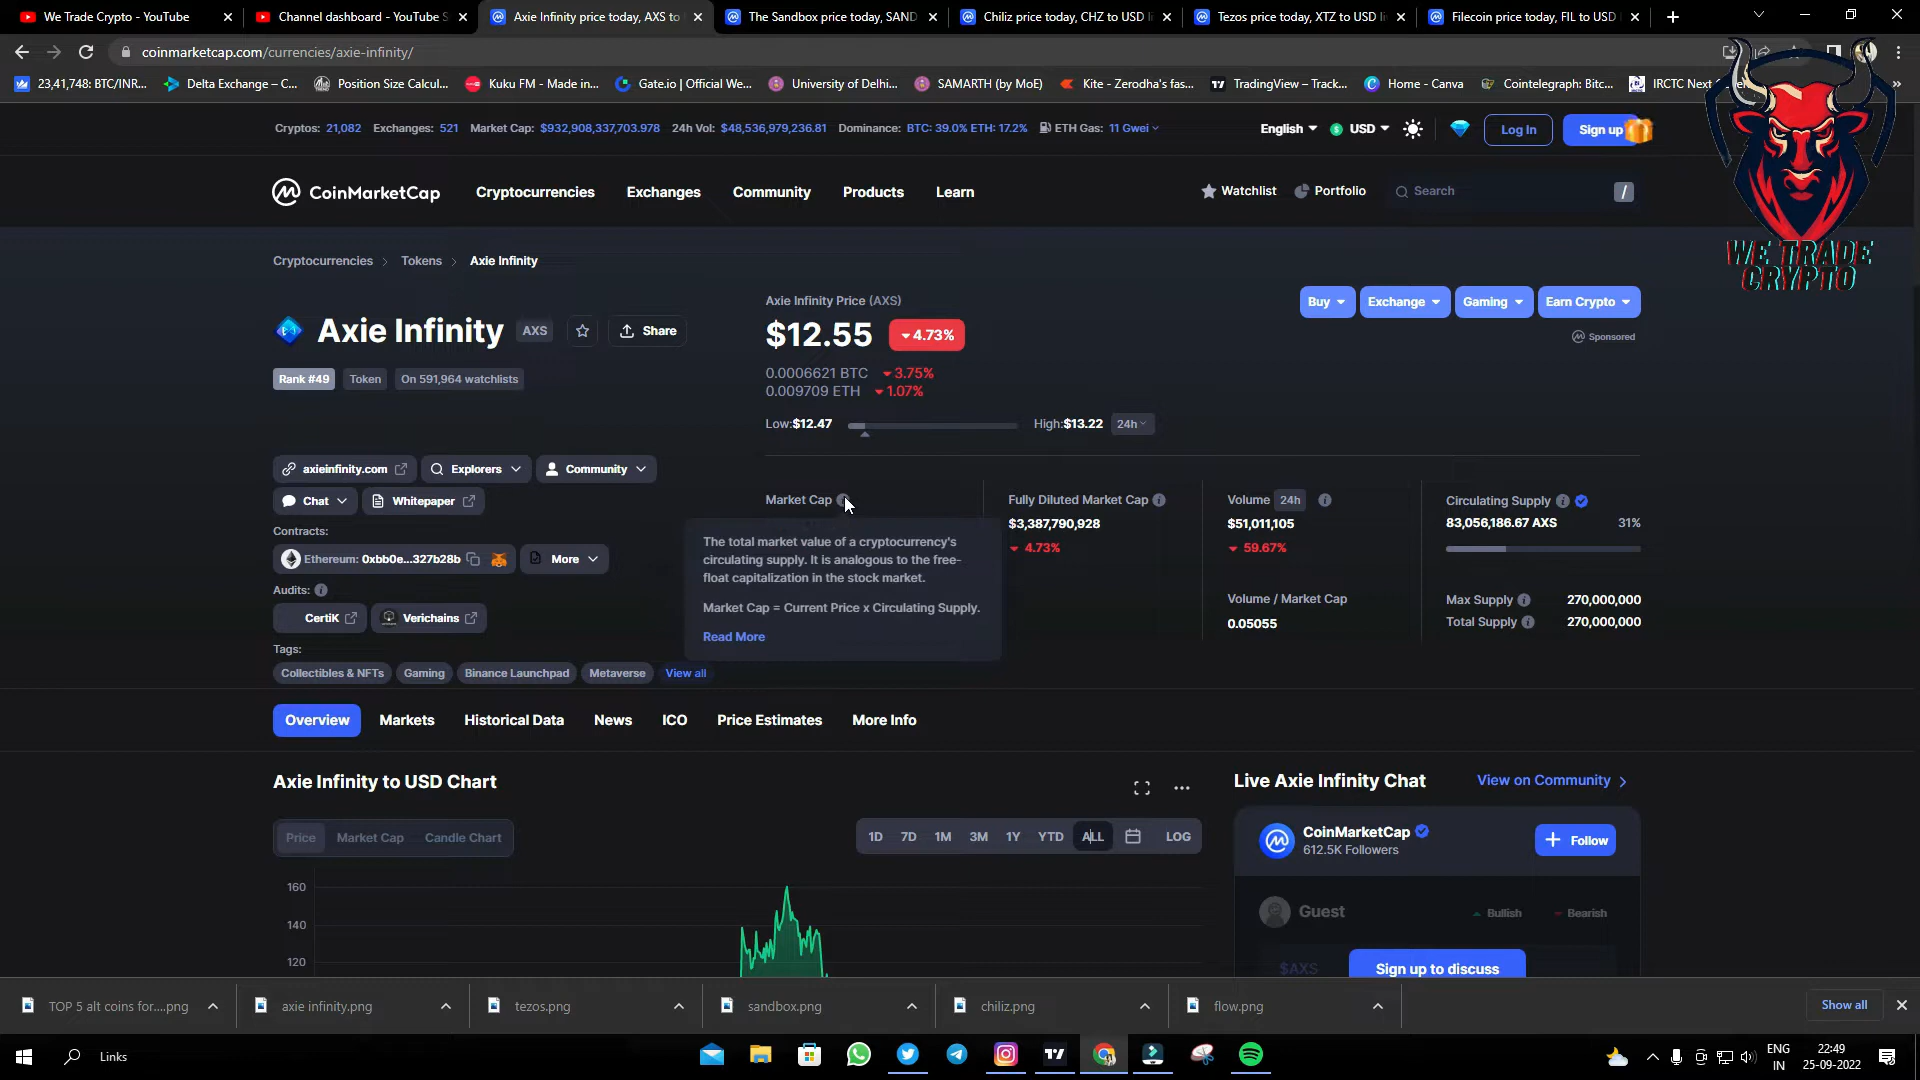 We Trade Crypto - YouTube
Channel dashboard - YouTube S
Axie Infinity price today, AXS to
The Sandbox price today, SAND
Chiliz price today, CHZ to USD li
Tezos price today, XTZ to USD li
Filecoin price today, FIL to USD
coinmarketcap.com/currencies/axie-infinity/
23,41,748: BTC/INR...
Delta Exchange – C...
Position Size Calcul...
Kuku FM - Made in...
Gate.io | Official We...
University of Delhi...
SAMARTH (by MoE)
Kite - Zerodha's fas...
TradingView – Track...
Home - Canva
Cointelegraph: Bitc...
IRCTC Next
Cryptos: 21,082 Exchanges: 521 Market Cap: $932,908,337,703.978 24h Vol: $48,536,979,236.81 Dominance: BTC: 39.0% ETH: 17.2% ETH Gas: 11 Gwei
English USD Log In Sign up
CoinMarketCap Cryptocurrencies Exchanges Community Products Learn Watchlist Portfolio Search /
WE TRADE
CRYPTO
Cryptocurrencies > Tokens > Axie Infinity
Axie Infinity AXS Share
Rank #49 Token On 591,964 watchlists
Axie Infinity Price (AXS)
$12.55 4.73%
0.0006621 BTC 3.75%
0.009709 ETH 1.07%
Low:$12.47 High:$13.22 24h
Buy Exchange Gaming Earn Crypto
Sponsored
axieinfinity.com Explorers Community
Chat Whitepaper
Contracts:
Ethereum: 0xbb0e...327b28b More
Audits:
CertiK Verichains
Tags:
Collectibles & NFTs Gaming Binance Launchpad Metaverse View all
Market Cap
The total market value of a cryptocurrency's
circulating supply. It is analogous to the free-
float capitalization in the stock market.
Market Cap = Current Price x Circulating Supply.
Read More
Fully Diluted Market Cap
$3,387,790,928
4.73%
Volume 24h
$51,011,105
59.67%
Volume / Market Cap
0.05055
Circulating Supply
83,056,186.67 AXS 31%
Max Supply 270,000,000
Total Supply 270,000,000
Overview Markets Historical Data News ICO Price Estimates More Info
Axie Infinity to USD Chart
Price Market Cap Candle Chart
1D 7D 1M 3M 1Y YTD ALL LOG
160
140
120
Live Axie Infinity Chat View on Community >
CoinMarketCap
612.5K Followers
Follow
Guest Bullish Bearish
$AXS
Sign up to discuss
TOP 5 alt coins for....png
axie infinity.png
tezos.png
sandbox.png
chiliz.png
flow.png
Show all
Links
ENG
IN
22:49
25-09-2022